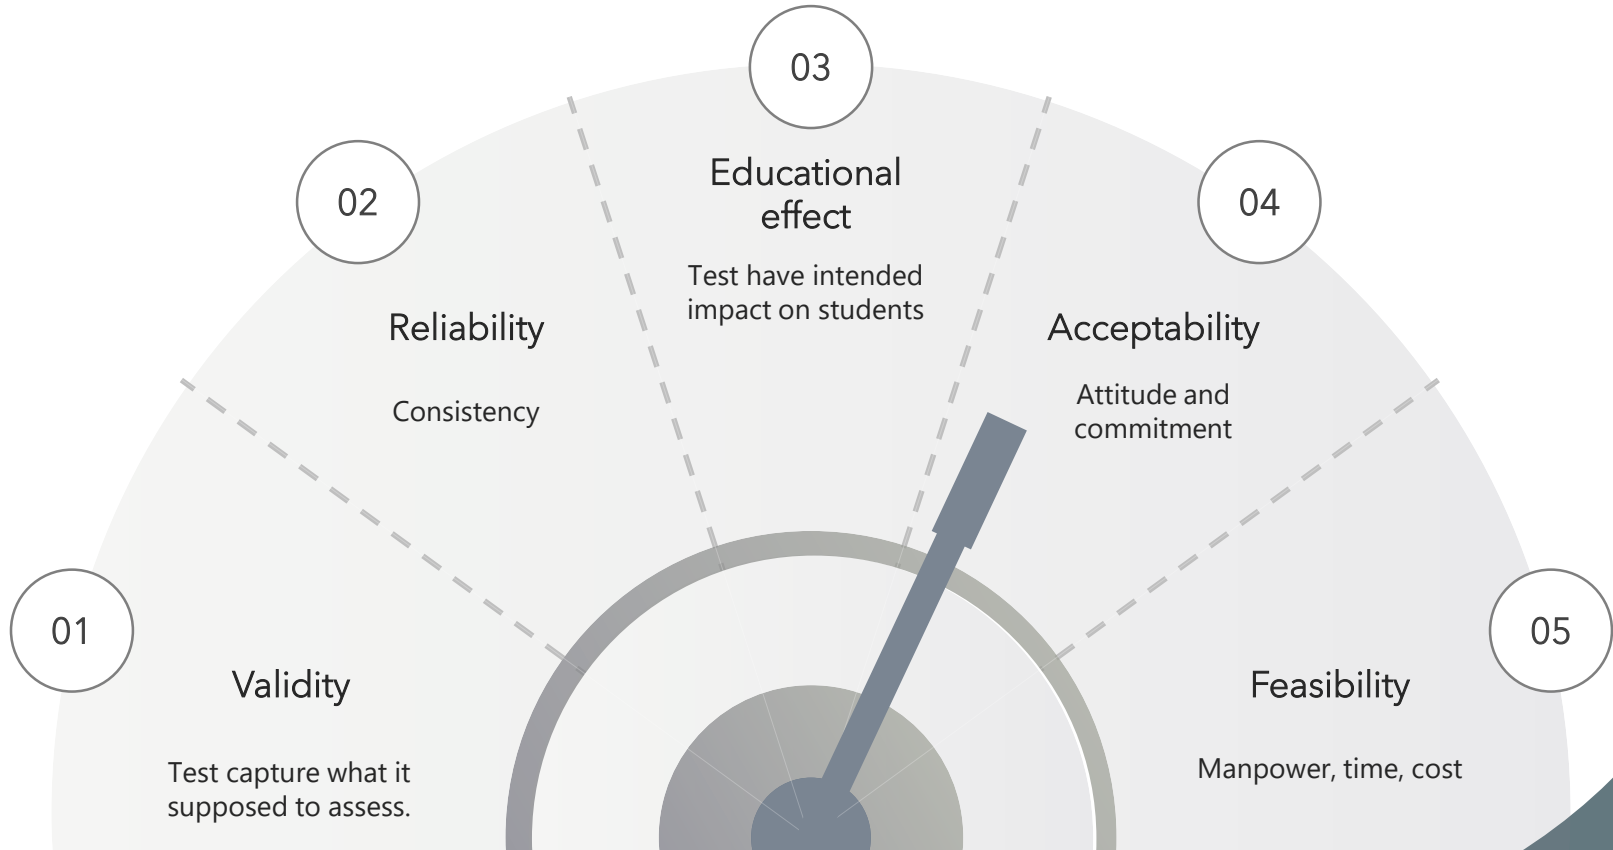 01
Validity
Test capture what it
supposed to assess.
02
Reliability
Consistency
03
Educational
effect
Test have intended
impact on students
04
Acceptability
Attitude and
commitment
05
Feasibility
Manpower, time, cost